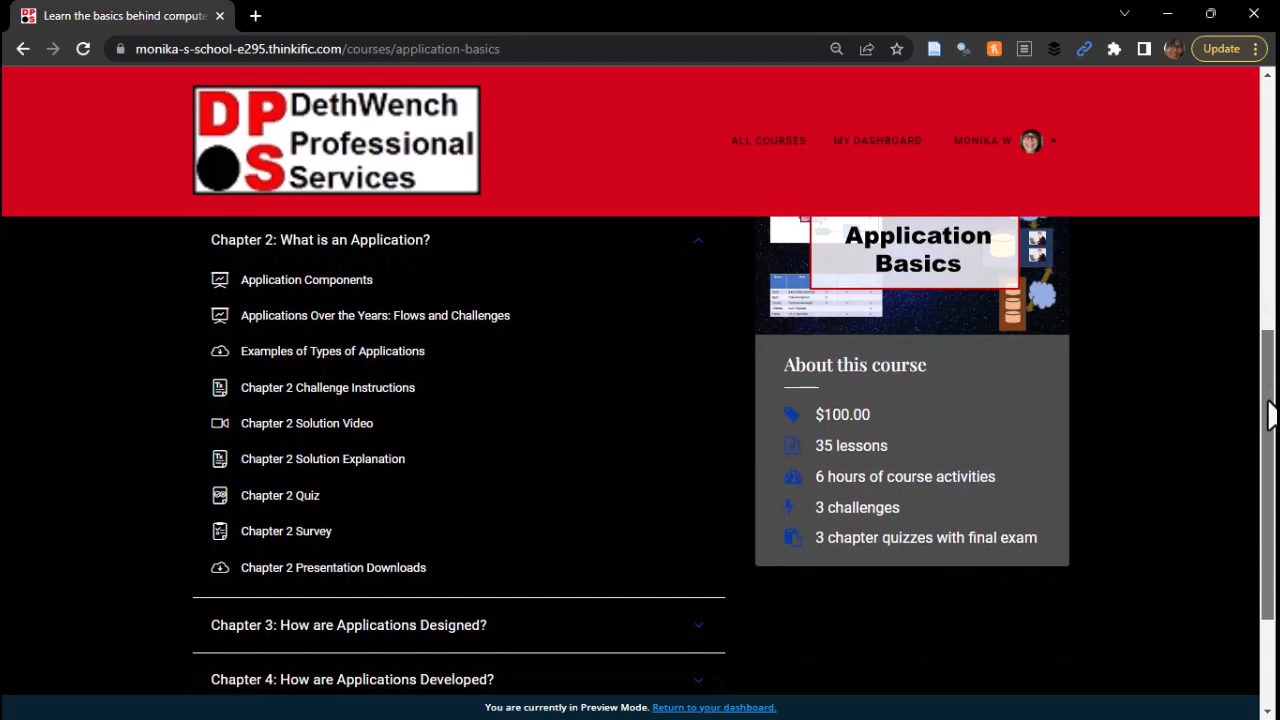 Learn the basics behind compute
monika-s-school-e295.thinkific.com/courses/application-basics
Update
DPS DethWench
Professional
Services
ALL COURSES
MY DASHBOARD
MONIKA W
Chapter 2: What is an Application?
Application Components
Applications Over the Years: Flows and Challenges
Examples of Types of Applications
Chapter 2 Challenge Instructions
Chapter 2 Solution Video
Chapter 2 Solution Explanation
Chapter 2 Quiz
Chapter 2 Survey
Chapter 2 Presentation Downloads
Chapter 3: How are Applications Designed?
Chapter 4: How are Applications Developed?
Application
Basics
About this course
$100.00
35 lessons
6 hours of course activities
3 challenges
3 chapter quizzes with final exam
You are currently in Preview Mode. Return to your dashboard.